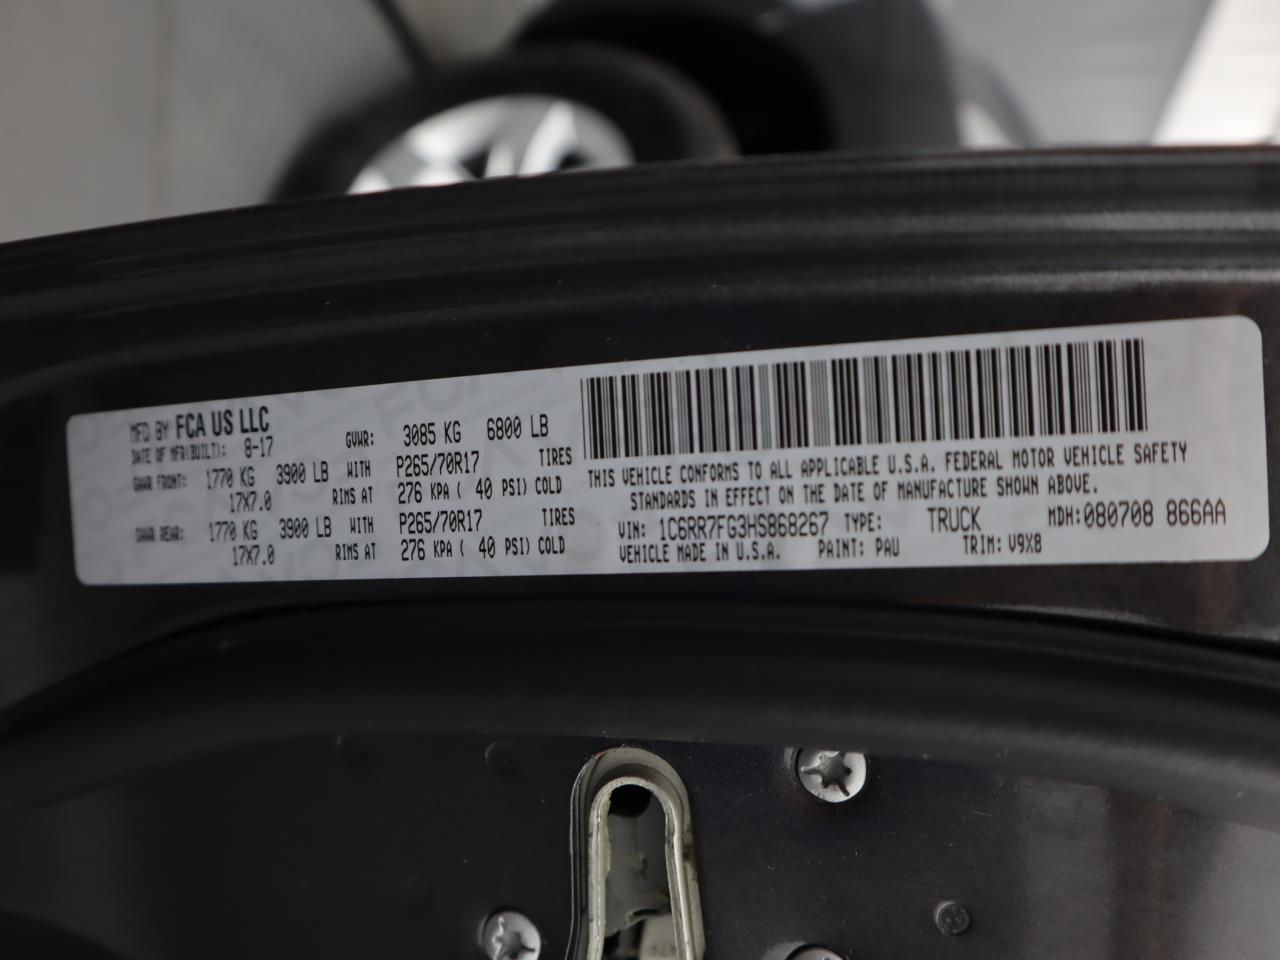 MFD BY FCA US LLC
DATE OF MFR(BUILT): 8-17 GVWR: 3085 KG 6800 LB
GAWR FRONT: 1770 KG 3900 LB WITH P265/70R17 TIRES
17X7.0 RIMS AT 276 KPA ( 40 PSI) COLD
GAWR REAR: 1770 KG 3900 LB WITH P265/70R17 TIRES
17X7.0 RIMS AT 276 KPA ( 40 PSI) COLD
THIS VEHICLE CONFORMS TO ALL APPLICABLE U.S.A. FEDERAL MOTOR VEHICLE SAFETY
STANDARDS IN EFFECT ON THE DATE OF MANUFACTURE SHOWN ABOVE.
VIN: 1C6RR7FG3HS868267 TYPE: TRUCK MDH:080708 866AA
VEHICLE MADE IN U.S.A. PAINT: PAU TRIM: V9X8